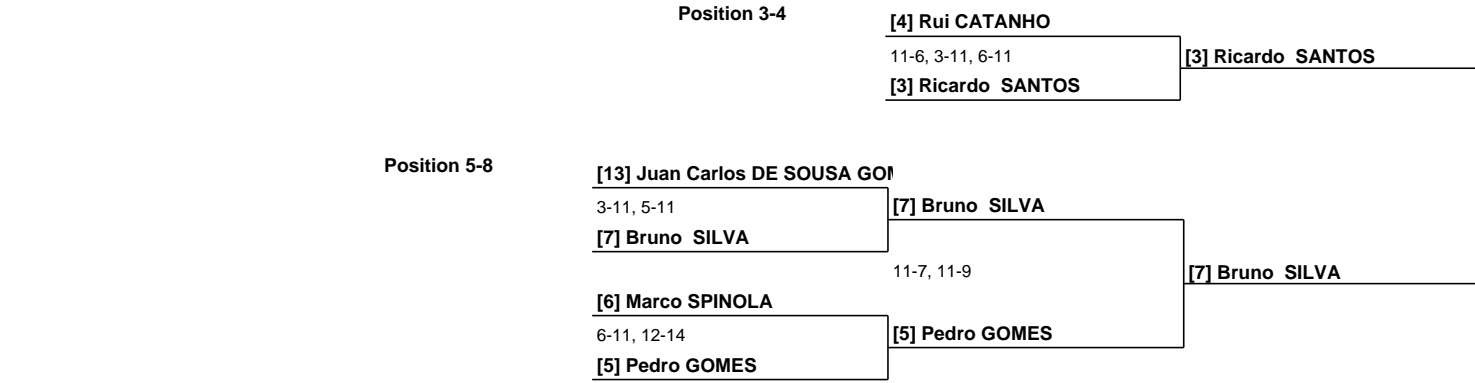 Position 3-4
[4] Rui CATANHO
11-6, 3-11, 6-11
[3] Ricardo SANTOS
[3] Ricardo SANTOS
Position 5-8
[13] Juan Carlos DE SOUSA
3-11, 5-11
[7] Bruno SILVA
[7] Bruno SILVA
11-7, 11-9
[7] Bruno SILVA
[6] Marco SPINOLA
6-11, 12-14
[5] Pedro GOMES
[5] Pedro GOMES